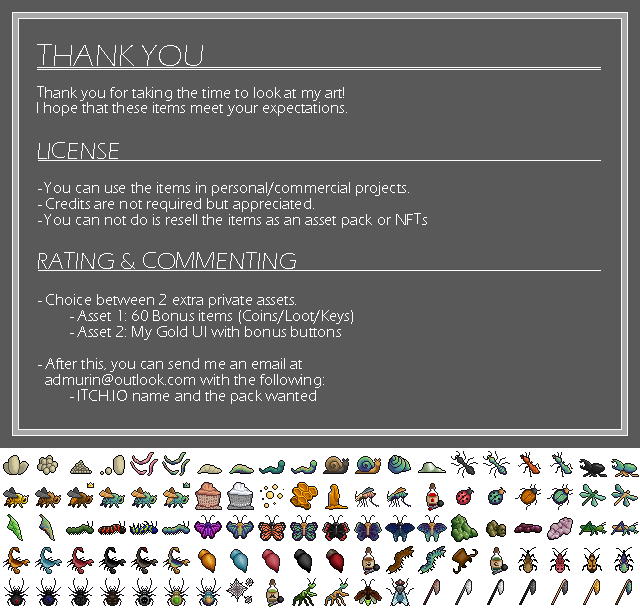 THANK YOU
Thank you for taking the time to look at my art!
I hope that these items meet your expectations.
LICENSE
-You can use the items in personal/commercial projects.
- Credits are not required but appreciated.
-You can not do is resell the items as an asset pack or NFTs
RATING & COMMENTING
- Choice between 2 extra private assets.
- Asset 1: 60 Bonus items (Coins/Loot/Keys)
- Asset 2: My Gold UI with bonus buttons
- After this, you can send me an email at
admurin@outlook.com with the following:
- ITCH.IO name and the pack wanted